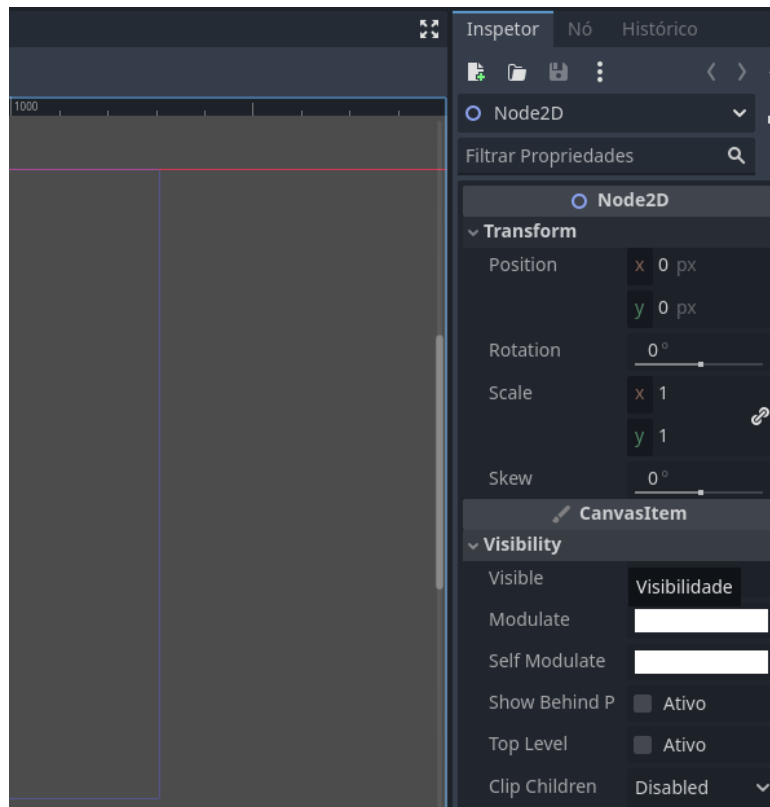 Inspetor Nó Histórico
Node2D
1000
Filtrar Propriedades
Node2D
Transform
Position x 0 px
y 0 px
Rotation 0 °
Scale x 1
y 1
Skew 0 °
CanvasItem
Visibility
Visible Visibilidade
Modulate
Self Modulate
Show Behind P Ativo
Top Level Ativo
Clip Children Disabled